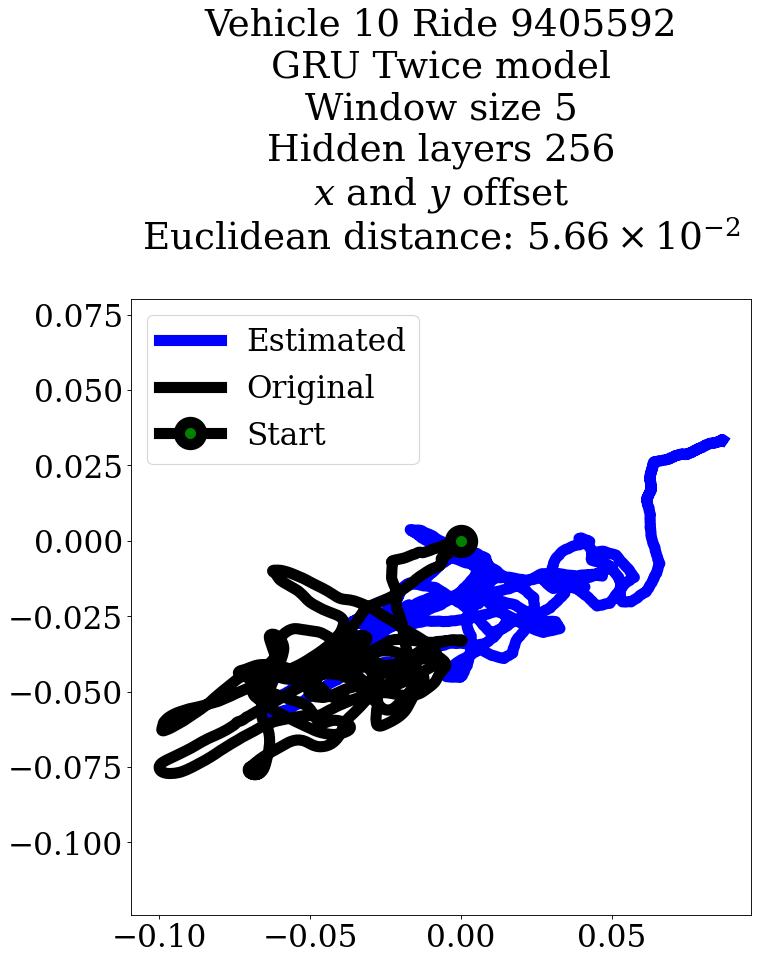 Vehicle 10 Ride 9405592
GRU Twice model
Window size 5
Hidden layers 256
x and y offset
Euclidean distance: 5.66 × 10⁻²
0.075
0.050
0.025
0.000
−0.025
−0.050
−0.075
−0.100
Estimated
Original
Start
−0.10
−0.05
0.00
0.05